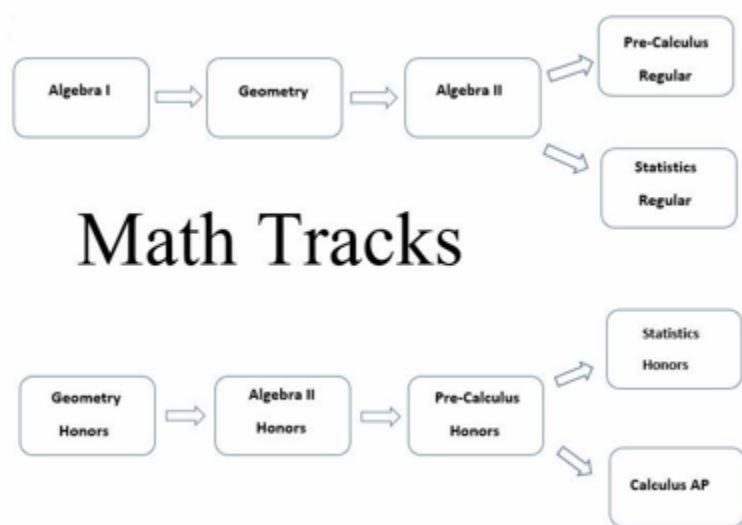 Algebra I
Geometry
Algebra II
Pre-Calculus
Regular
Statistics
Regular
Math Tracks
Geometry
Honors
Algebra II
Honors
Pre-Calculus
Honors
Statistics
Honors
Calculus AP